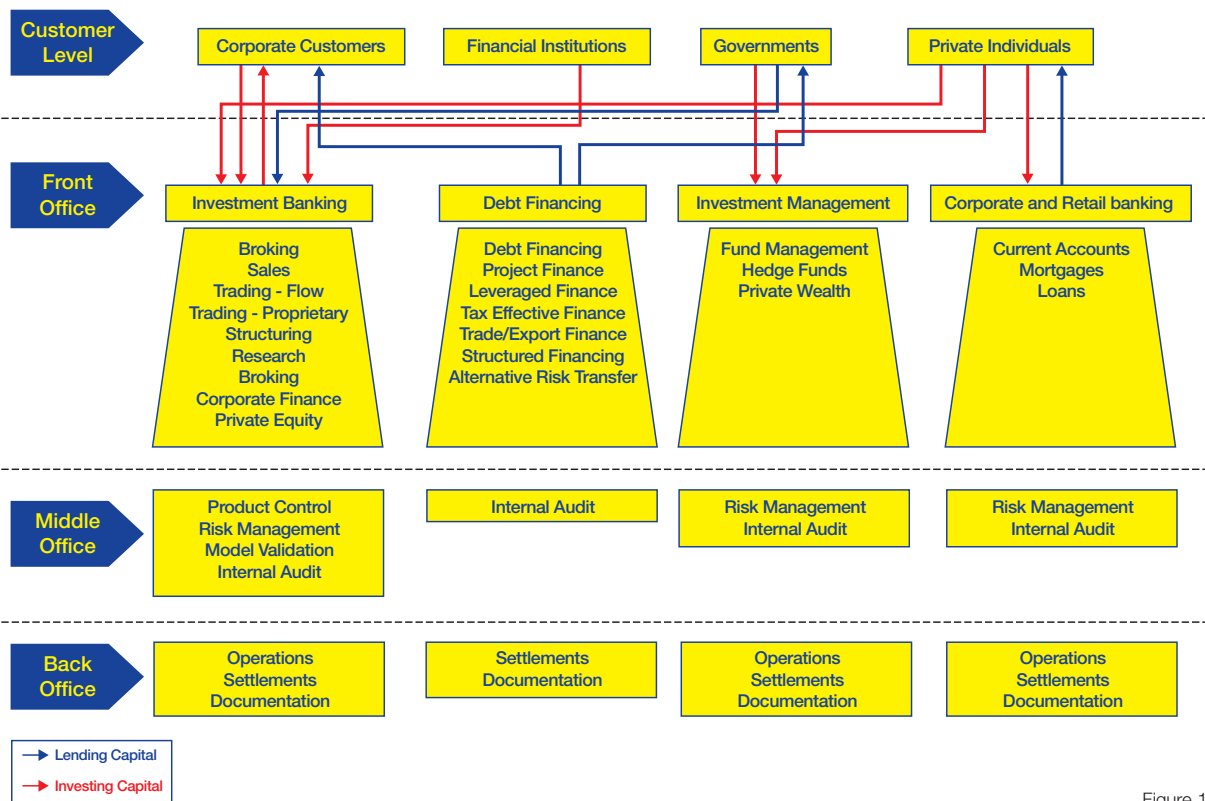 Customer
Level
Corporate Customers
Financial Institutions
Governments
Private Individuals
Front
Office
Investment Banking
Debt Financing
Investment Management
Corporate and Retail banking
Broking
Sales
Trading - Flow
Trading - Proprietary
Structuring
Research
Broking
Corporate Finance
Private Equity
Debt Financing
Project Finance
Leveraged Finance
Tax Effective Finance
Trade/Export Finance
Structured Financing
Alternative Risk Transfer
Fund Management
Hedge Funds
Private Wealth
Current Accounts
Mortgages
Loans
Middle
Office
Product Control
Risk Management
Model Validation
Internal Audit
Internal Audit
Risk Management
Internal Audit
Risk Management
Internal Audit
Back
Office
Operations
Settlements
Documentation
Settlements
Documentation
Operations
Settlements
Documentation
Operations
Settlements
Documentation
Lending Capital
Investing Capital
Figure 1